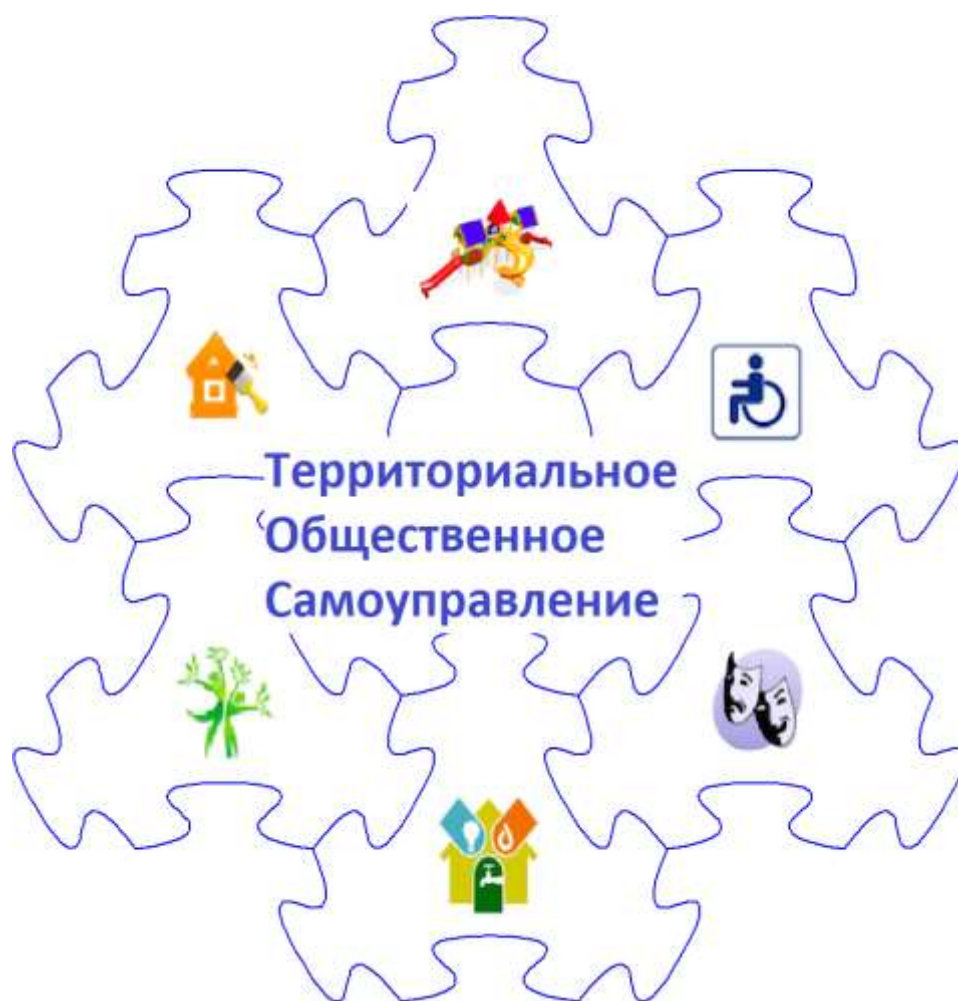 Территориальное
Общественное
Самоуправление